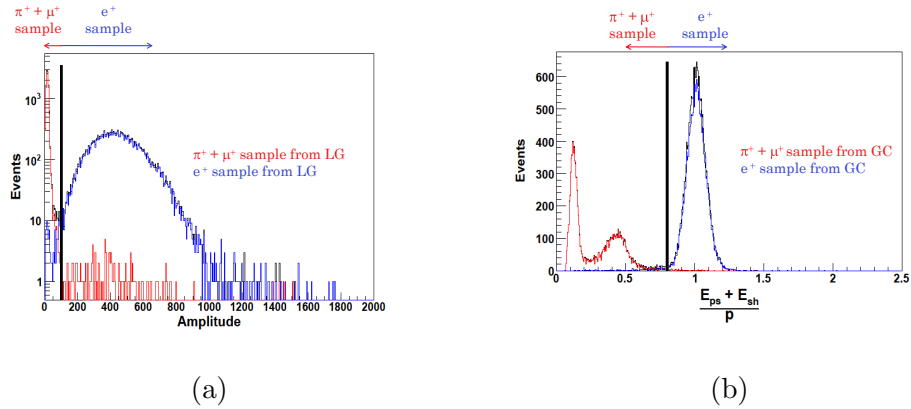 π⁺ + μ⁺ sample
e⁺ sample
Events
10³
10²
10
1
π⁺ + μ⁺ sample from LG
e⁺ sample from LG
0 200 400 600 800 1000 1200 1400 1600 1800 2000
Amplitude
(a)
π⁺ + μ⁺ sample
e⁺ sample
Events
600
500
400
300
200
100
0
π⁺ + μ⁺ sample from GC
e⁺ sample from GC
0 0.5 1 1.5 2 2.5
E_ps + E_sh
p
(b)